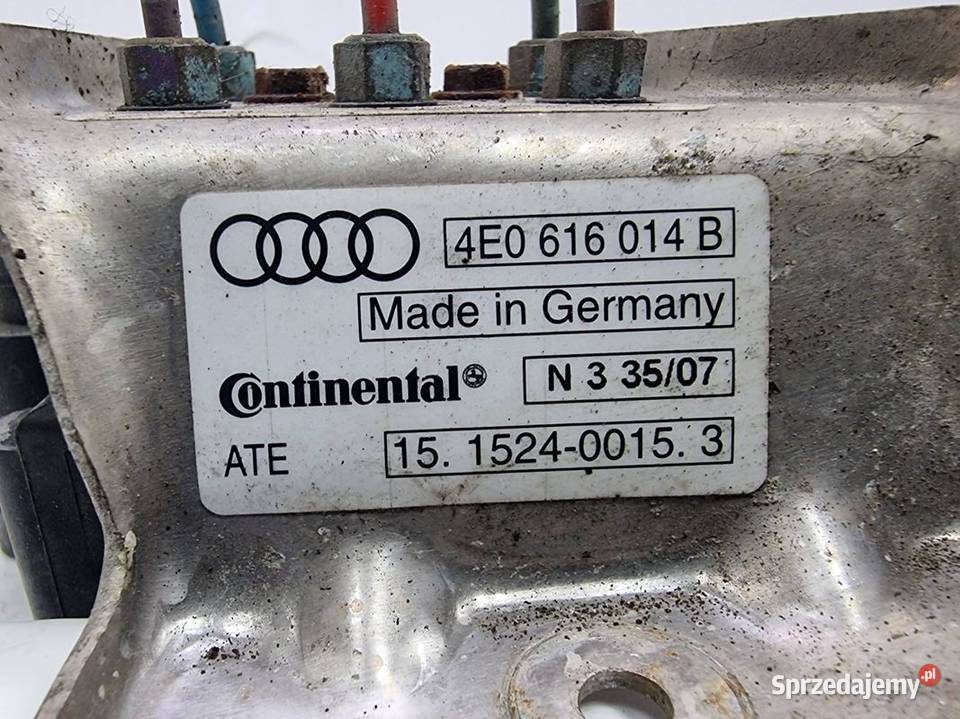 4E0 616 014 B
Made in Germany
Continental
N 3 35/07
ATE
15. 1524-0015. 3
Sprzedajemy.pl